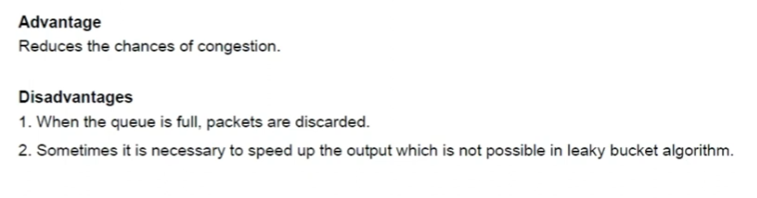 Advantage
Reduces the chances of congestion.
Disadvantages
1. When the queue is full, packets are discarded.
2. Sometimes it is necessary to speed up the output which is not possible in leaky bucket algorithm.